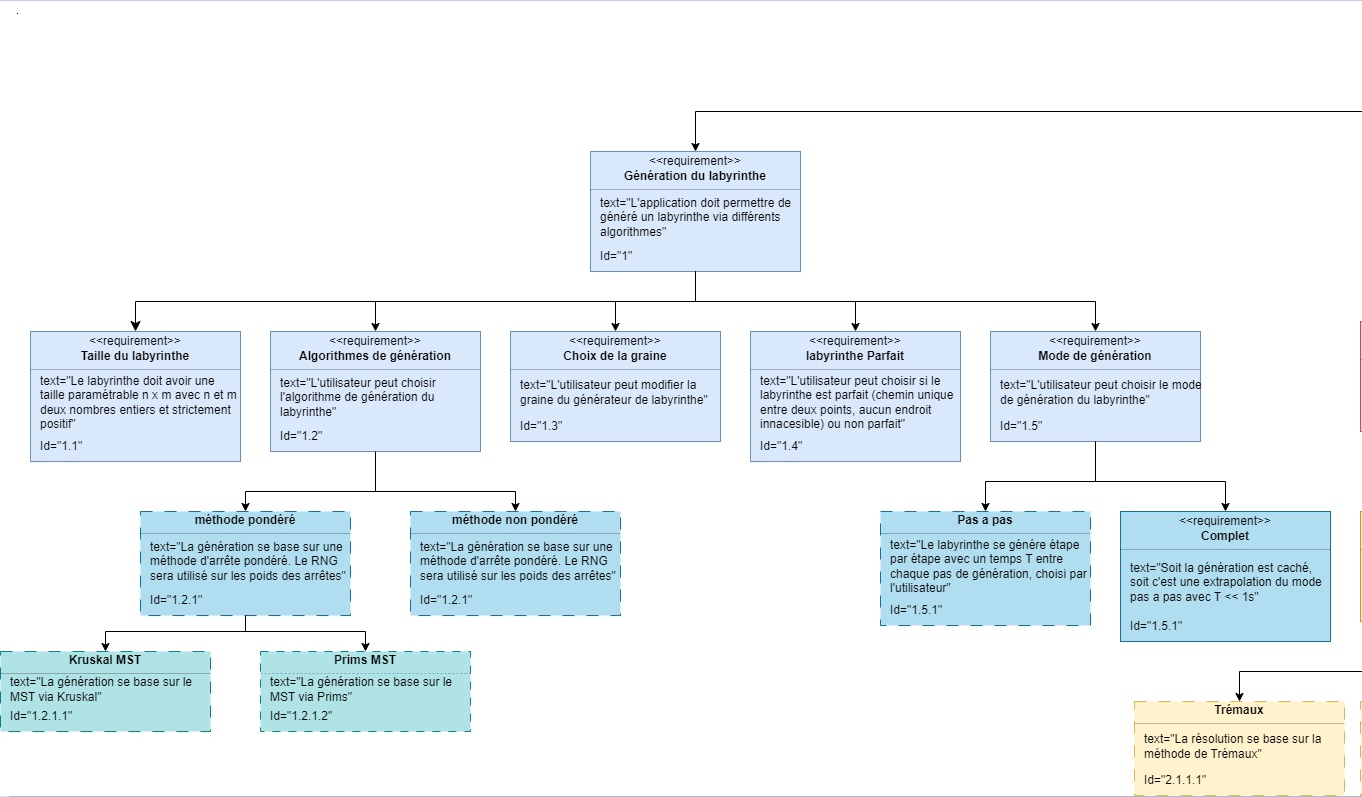 <<requirement>>
Génération du labyrinthe
text="L'application doit permettre de
généré un labyrinthe via différents
algorithmes"
Id="1"
<<requirement>>
Taille du labyrinthe
text="Le labyrinthe doit avoir une
taille paramétrable n x m avec n et m
deux nombres entiers et strictement
positif"
Id="1.1"
<<requirement>>
Algorithmes de génération
text="L'utilisateur peut choisir
l'algorithme de génération du
labyrinthe"
Id="1.2"
<<requirement>>
Choix de la graine
text="L'utilisateur peut modifier la
graine du générateur de labyrinthe"
Id="1.3"
<<requirement>>
labyrinthe Parfait
text="L'utilisateur peut choisir si le
labyrinthe est parfait (chemin unique
entre deux points, aucun endroit
innacesible) ou non parfait"
Id="1.4"
<<requirement>>
Mode de génération
text="L'utilisateur peut choisir le mode
de génération du labyrinthe"
Id="1.5"
méthode pondéré
text="La génération se base sur une
méthode d'arrête pondéré. Le RNG
sera utilisé sur les poids des arrêtes"
Id="1.2.1"
méthode non pondéré
text="La génération se base sur une
méthode d'arrête pondéré. Le RNG
sera utilisé sur les poids des arrêtes"
Id="1.2.1"
Pas a pas
text="Le labyrinthe se génére étape
par étape avec un temps T entre
chaque pas de génération, choisi par
l'utilisateur"
Id="1.5.1"
<<requirement>>
Complet
text="Soit la génération est caché,
soit c'est une extrapolation du mode
pas a pas avec T << 1s"
Id="1.5.1"
Kruskal MST
text="La génération se base sur le
MST via Kruskal"
Id="1.2.1.1"
Prims MST
text="La génération se base sur le
MST via Prims"
Id="1.2.1.2"
Trémaux
text="La résolution se base sur la
méthode de Trémaux"
Id="2.1.1.1"